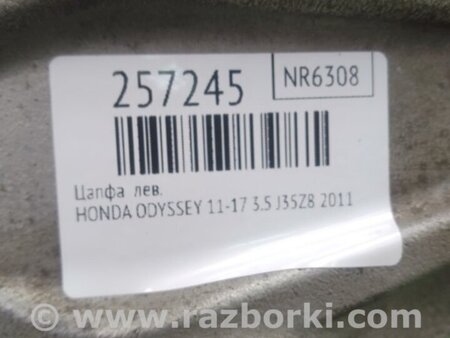 257245
NR6308
Цапфа лев.
HONDA ODYSSEY 11-17 3.5 J35Z8 2011
www.razborki.com